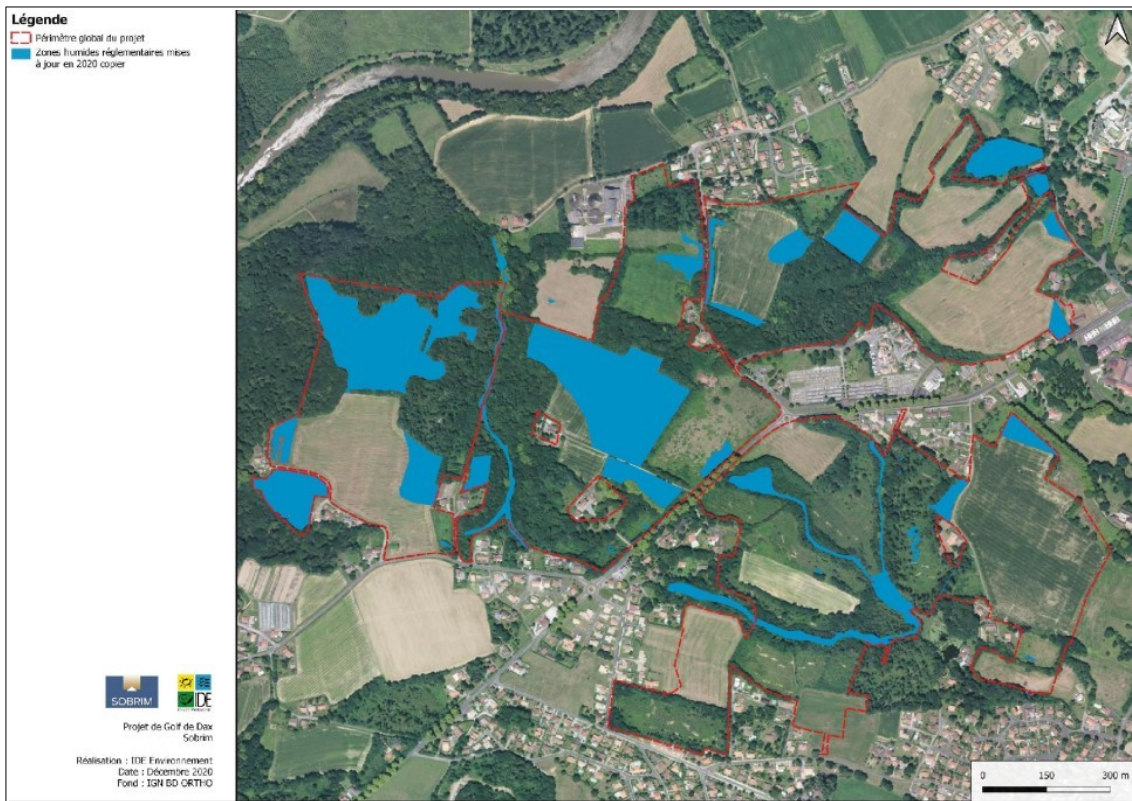 Légende
Périmètre global du projet
Zones humides réglementaires mises
à jour en 2020 copier
SOBRIM
IDE
Projet de Golf de Dax
Sobrim
Réalisation : IDE Environnement
Date : Décembre 2020
Fond : IGN BD ORTHO
0 150 300 m